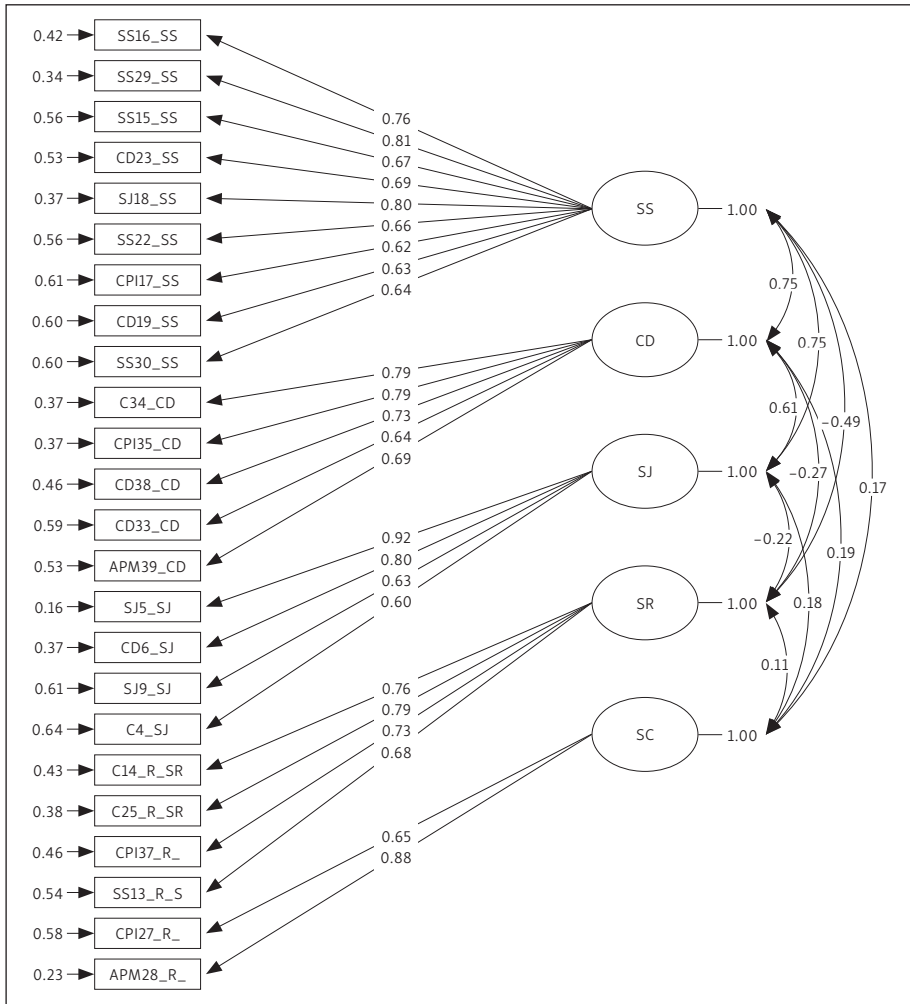 0.42 SS16_SS
0.34 SS29_SS
0.56 SS15_SS
0.53 CD23_SS
0.37 SJ18_SS
0.56 SS22_SS
0.61 CPI17_SS
0.60 CD19_SS
0.60 SS30_SS
0.37 C34_CD
0.37 CPI35_CD
0.46 CD38_CD
0.59 CD33_CD
0.53 APM39_CD
0.16 SJ5_SJ
0.37 CD6_SJ
0.61 SJ9_SJ
0.64 C4_SJ
0.43 C14_R_SR
0.38 C25_R_SR
0.46 CPI37_R_
0.54 SS13_R_S
0.58 CPI27_R_
0.23 APM28_R_
0.76
0.81
0.67
0.69
0.80
0.66
0.62
0.63
0.64
0.79
0.79
0.73
0.64
0.69
0.92
0.80
0.63
0.60
0.76
0.79
0.73
0.68
0.65
0.88
SS 1.00
CD 1.00
SJ 1.00
SR 1.00
SC 1.00
0.75
0.75
0.61
−0.49
−0.27
0.17
−0.22
0.19
0.18
0.11